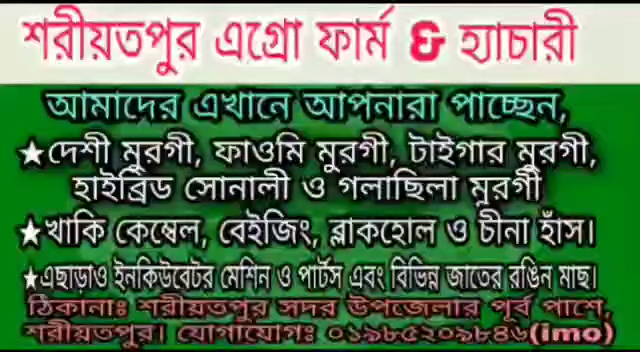 শরীয়তপুর এগ্রো ফার্ম & হ্যাচারী
আমাদের এখানে আপনারা পাচ্ছেন,
★দেশী মুরগী, ফাওমি মুরগী, টাইগার মুরগী,
হাইব্রিড সোনালী ও গলাছিলা মুরগী
★খাকি কেম্বেল, বেইজিং, ব্লাকহোল ও চীনা হাঁস।
★এছাড়াও ইনকিউবেটর মেশিন ও পার্টস এবং বিভিন্ন জাতের রঙিন মাছ।
ঠিকানাঃ শরীয়তপুর সদর উপজেলার পূর্ব পাশে,
শরীয়তপুর। যোগাযোগঃ ০১৯৮৫২০৯৮৪৬(imo)